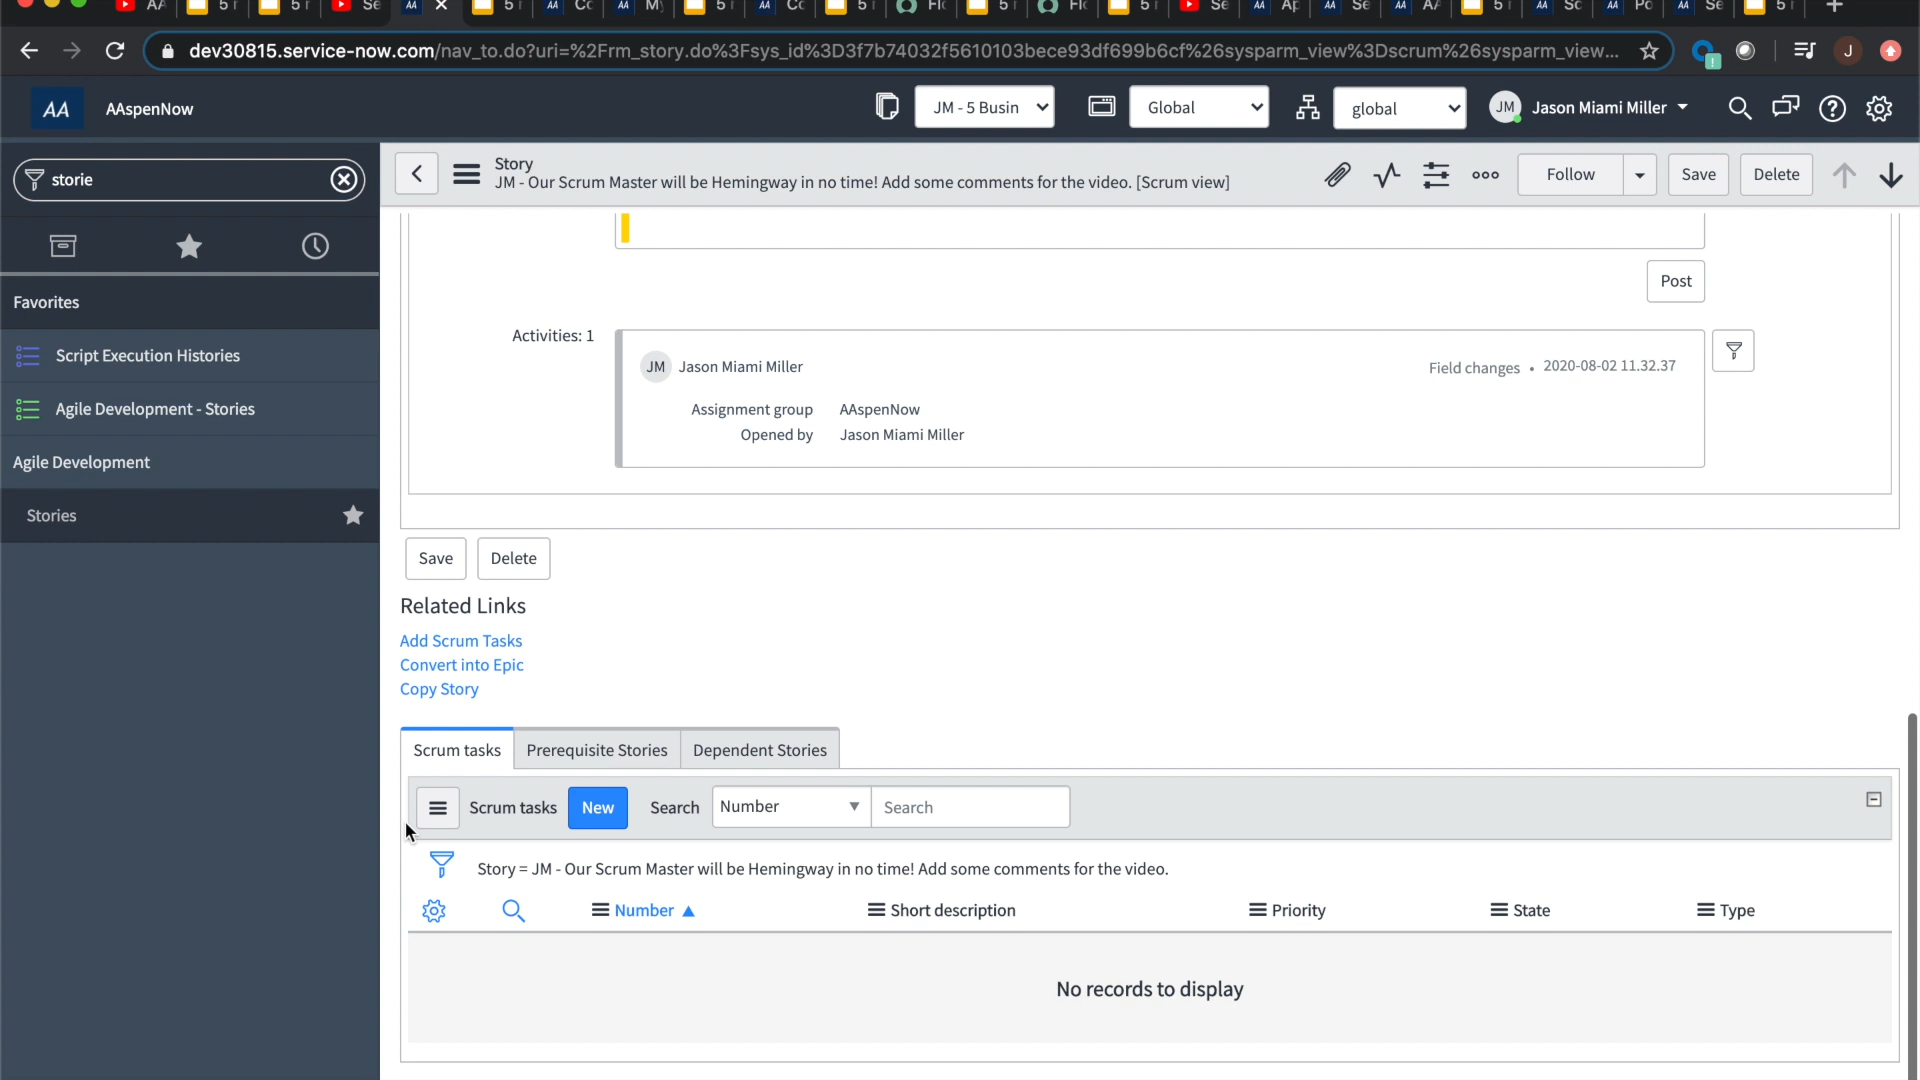 dev30815.service-now.com/nav_to.do?uri=%2Frm_story.do%3Fsys_id%3D3f7b74032f5610103bece93df699b6cf%26sysparm_view%3Dscrum%26sysparm_view...
J
AA AAspenNow
JM - 5 Busin
Global
global
JM Jason Miami Miller
storie
Story
JM - Our Scrum Master will be Hemingway in no time! Add some comments for the video. [Scrum view]
Follow
Save
Delete
Favorites
Script Execution Histories
Agile Development - Stories
Agile Development
Stories
Post
Activities: 1
JM Jason Miami Miller
Field changes • 2020-08-02 11.32.37
Assignment group AAspenNow
Opened by Jason Miami Miller
Save Delete
Related Links
Add Scrum Tasks
Convert into Epic
Copy Story
Scrum tasks Prerequisite Stories Dependent Stories
Scrum tasks New Search Number Search
Story = JM - Our Scrum Master will be Hemingway in no time! Add some comments for the video.
Number Short description Priority State Type
No records to display